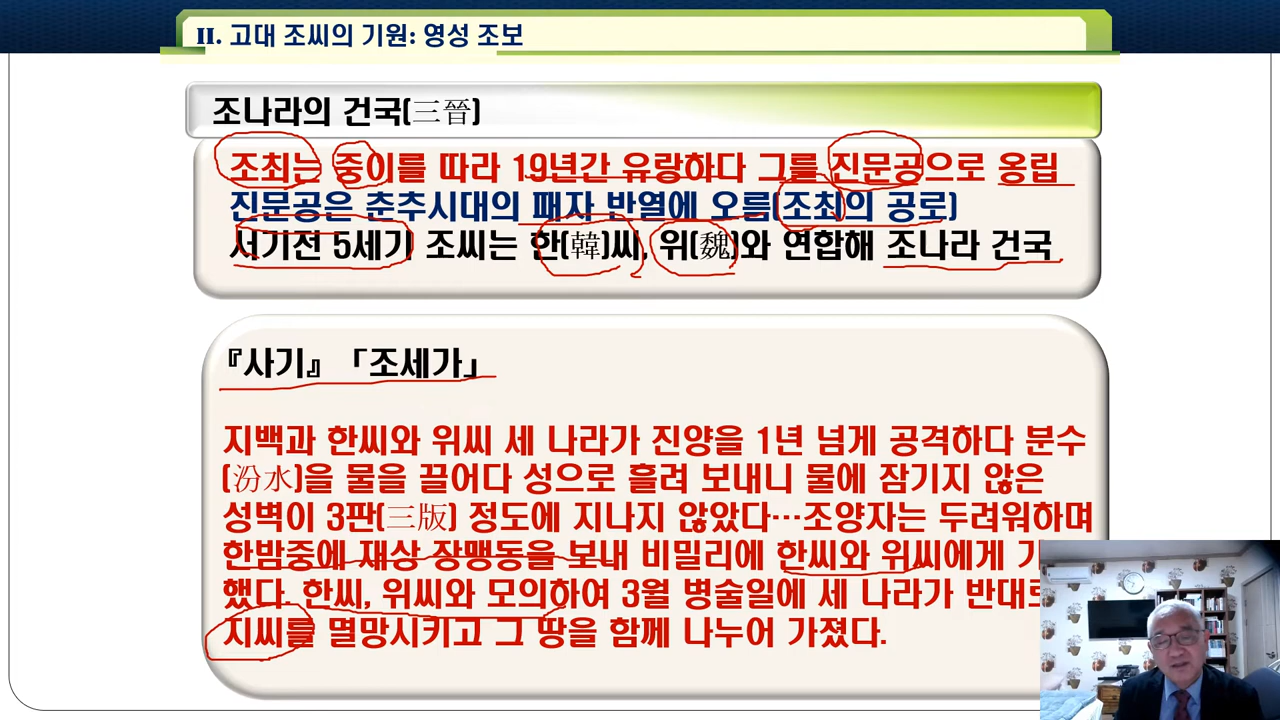 II. 고대 조씨의 기원: 영성 조보
조나라의 건국(三晉)
조최는 중이를 따라 19년간 유랑하다 그를 진문공으로 옹립
진문공은 춘추시대의 패자 반열에 오름(조최의 공로)
서기전 5세기 조씨는 한(韓)씨, 위(魏)와 연합해 조나라 건국
『사기』 「조세가」
지백과 한씨와 위씨 세 나라가 진양을 1년 넘게 공격하다 분수
(汾水)을 물을 끌어다 성으로 흘려 보내니 물에 잠기지 않은
성벽이 3판(三版) 정도에 지나지 않았다…조양자는 두려워하며
한밤중에 재상 장맹동을 보내 비밀리에 한씨와 위씨에게
했다. 한씨, 위씨와 모의하여 3월 병술일에 세 나라가 반대로
지씨를 멸망시키고 그 땅을 함께 나누어 가졌다.